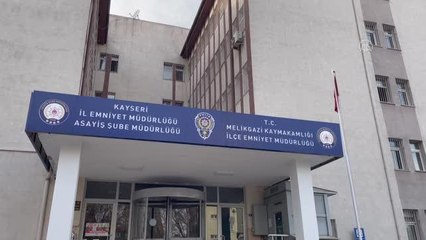 KAYSERİ
İL EMNİYET MÜDÜRLÜĞÜ
ASAYİŞ ŞUBE MÜDÜRLÜĞÜ
T.C.
MELİKGAZİ KAYMAKAMLIĞI
İLÇE EMNİYET MÜDÜRLÜĞÜ